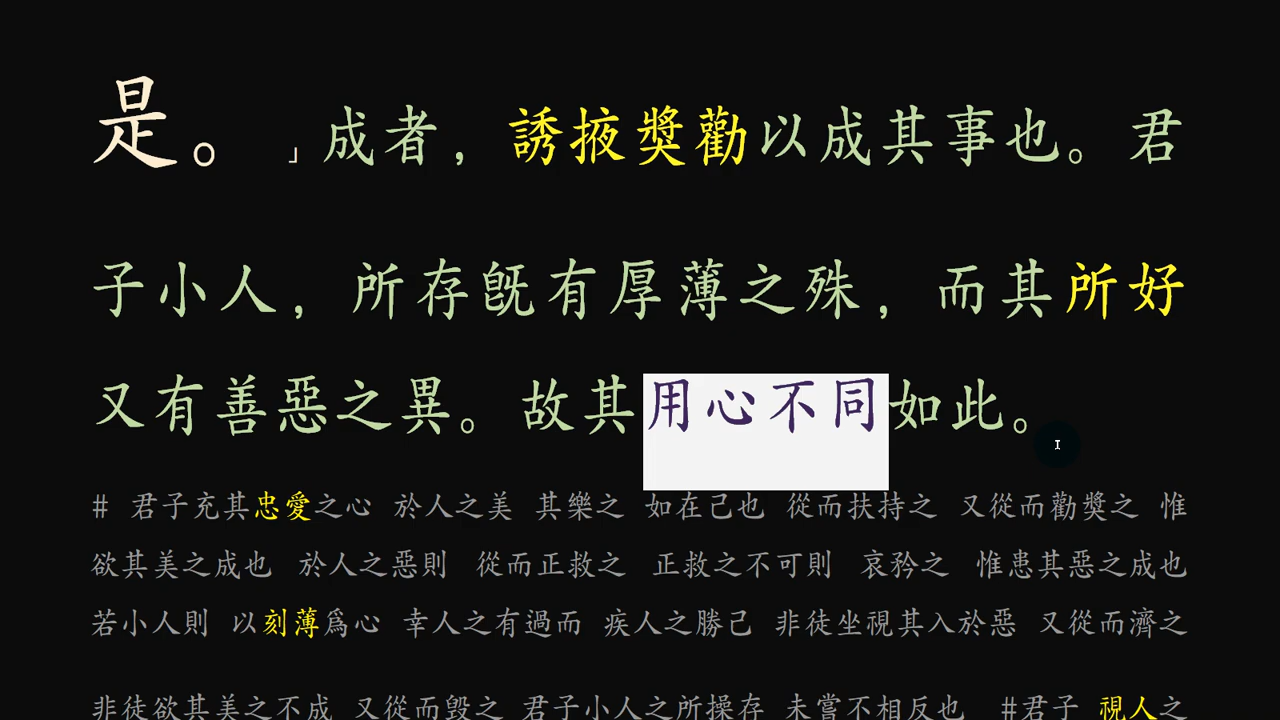 是。 」成者，誘掖獎勸以成其事也。君
子小人，所存旣有厚薄之殊，而其所好
又有善惡之異。故其用心不同如此。
# 君子充其忠愛之心 於人之美 其樂之 如在己也 從而扶持之 又從而勸獎之 惟
欲其美之成也 於人之惡則 從而正救之 正救之不可則 哀矜之 惟患其惡之成也
若小人則 以刻薄爲心 幸人之有過而 疾人之勝己 非徒坐視其入於惡 又從而濟之
非徒欲其美之不成 又從而毁之 君子小人之所操存 未嘗不相反也 #君子 視人之